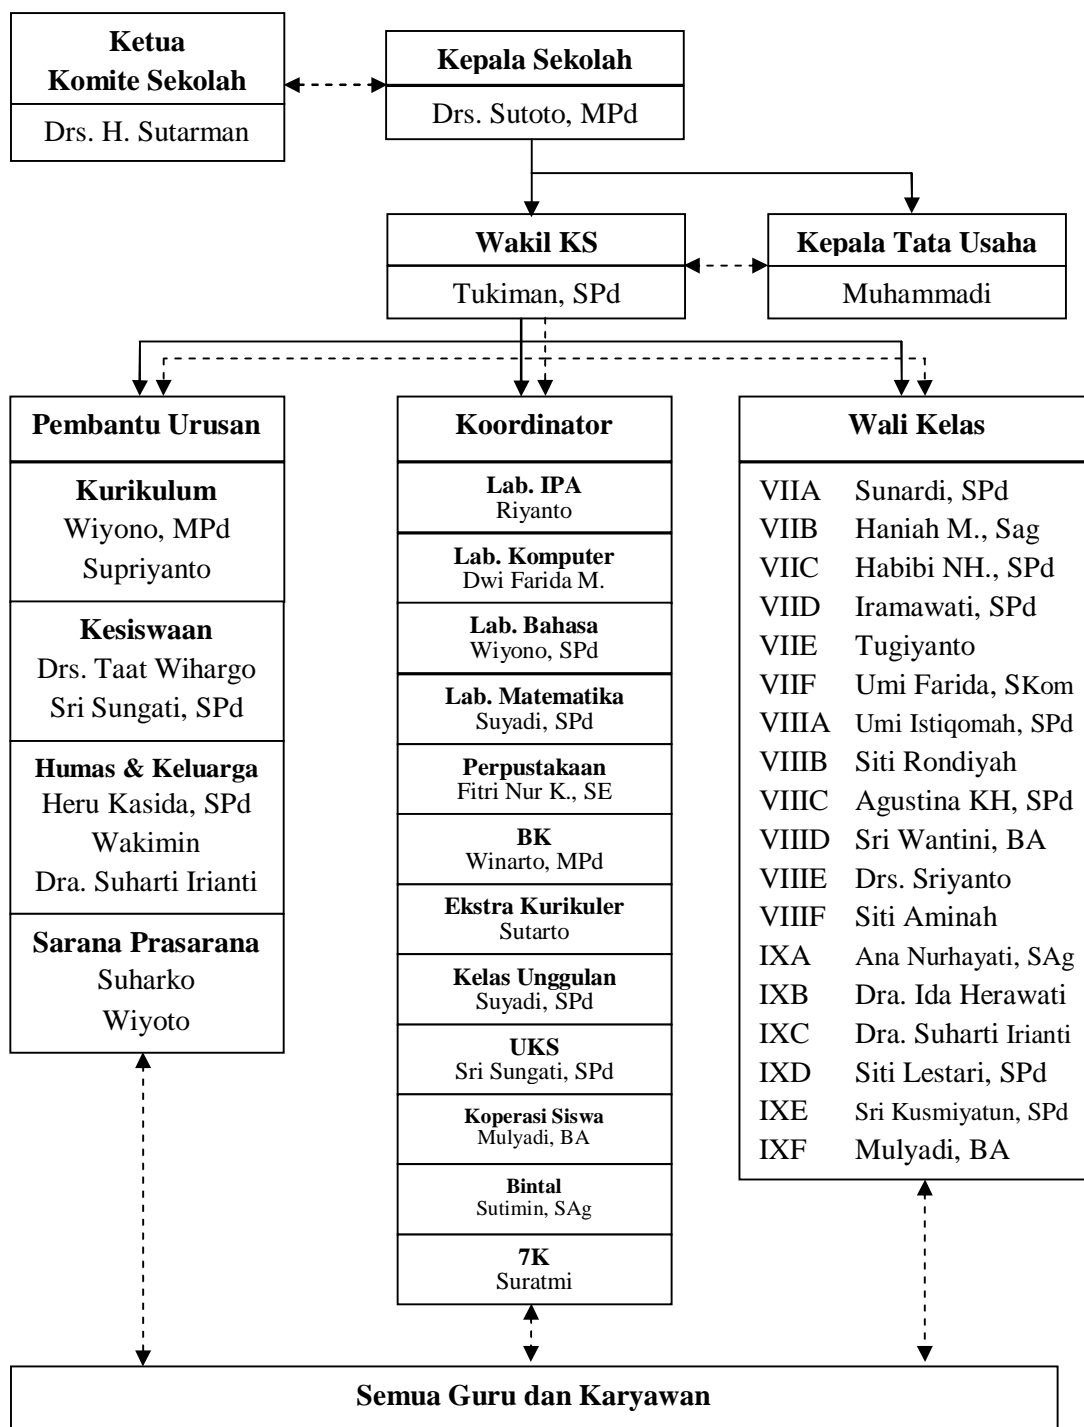 Ketua
Komite Sekolah
Drs. H. Sutarman
Kepala Sekolah
Drs. Sutoto, MPd
Wakil KS
Tukiman, SPd
Kepala Tata Usaha
Muhammadi
Pembantu Urusan
Kurikulum
Wiyono, MPd
Supriyanto
Kesiswaan
Drs. Taat Wihargo
Sri Sungati, SPd
Humas & Keluarga
Heru Kasida, SPd
Wakimin
Dra. Suharti Irianti
Sarana Prasarana
Suharko
Wiyoto
Koordinator
Lab. IPA
Riyanto
Lab. Komputer
Dwi Farida M.
Lab. Bahasa
Wiyono, SPd
Lab. Matematika
Suyadi, SPd
Perpustakaan
Fitri Nur K., SE
BK
Winarto, MPd
Ekstra Kurikuler
Sutarto
Kelas Unggulan
Suyadi, SPd
UKS
Sri Sungati, SPd
Koperasi Siswa
Mulyadi, BA
Bintal
Sutimin, SAg
7K
Suratmi
Wali Kelas
VIIA Sunardi, SPd
VIIB Haniah M., Sag
VIIC Habibi NH., SPd
VIID Iramawati, SPd
VIIE Tugiyanto
VIIF Umi Farida, SKom
VIIIA Umi Istiqomah, SPd
VIIIB Siti Rondiyah
VIIIC Agustina KH, SPd
VIIID Sri Wantini, BA
VIIIE Drs. Sriyanto
VIIIF Siti Aminah
IXA Ana Nurhayati, SAg
IXB Dra. Ida Herawati
IXC Dra. Suharti Irianti
IXD Siti Lestari, SPd
IXE Sri Kusmiyatun, SPd
IXF Mulyadi, BA
Semua Guru dan Karyawan